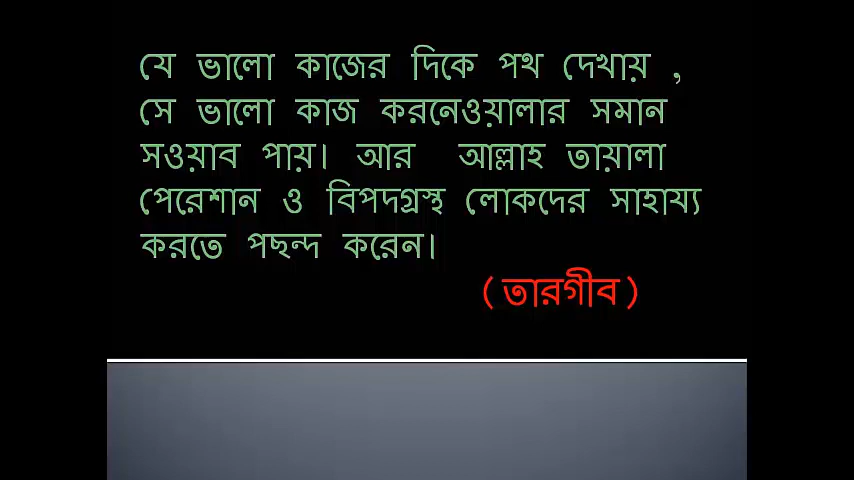 যে ভালো কাজের দিকে পথ দেখায় ,
সে ভালো কাজ করনেওয়ালার সমান
সওয়াব পায়। আর আল্লাহ তায়ালা
পেরেশান ও বিপদগ্রস্থ লোকদের সাহায্য
করতে পছন্দ করেন।
(তারগীব)